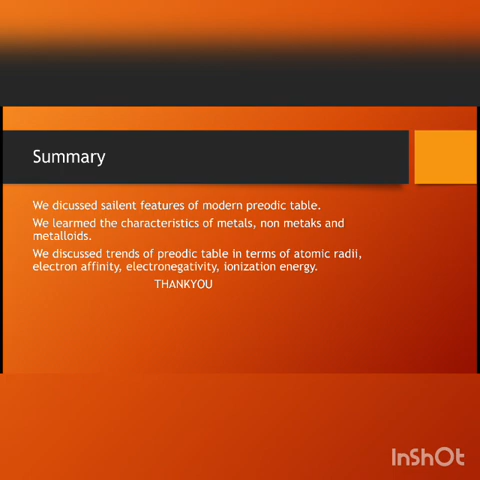 Summary
We dicussed sailent features of modern preodic table.
We learmed the characteristics of metals, non metaks and
metalloids.
We discussed trends of preodic table in terms of atomic radii,
electron affinity, electronegativity, ionization energy.
THANKYOU
InShOt